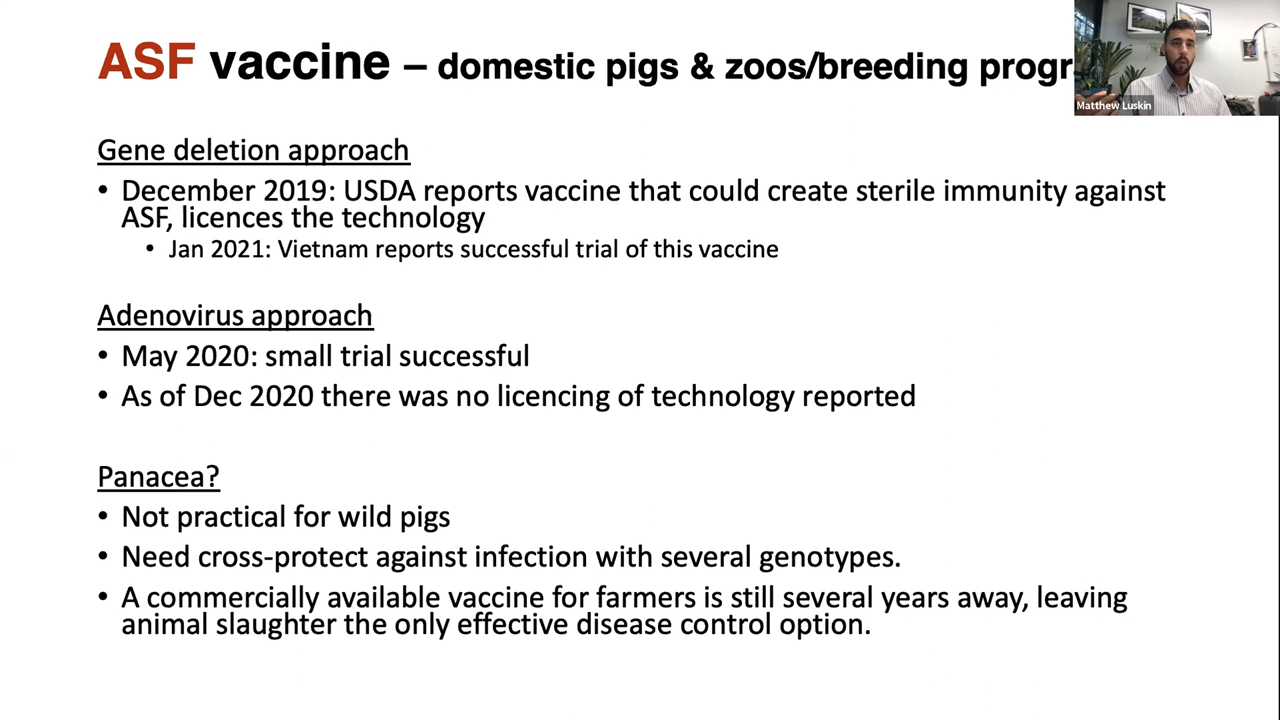 ASF vaccine – domestic pigs & zoos/breeding progr
Matthew Luskin
Gene deletion approach
• December 2019: USDA reports vaccine that could create sterile immunity against
ASF, licences the technology
• Jan 2021: Vietnam reports successful trial of this vaccine
Adenovirus approach
• May 2020: small trial successful
• As of Dec 2020 there was no licencing of technology reported
Panacea?
• Not practical for wild pigs
• Need cross-protect against infection with several genotypes.
• A commercially available vaccine for farmers is still several years away, leaving
animal slaughter the only effective disease control option.